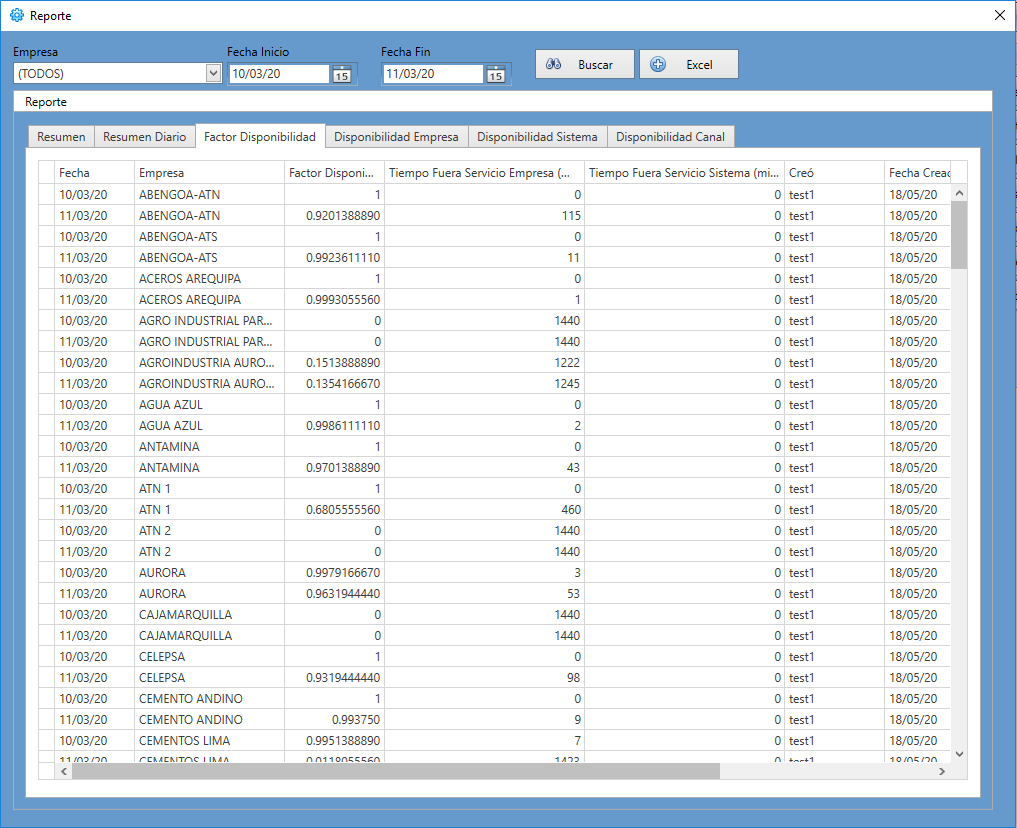 Reporte
Empresa Fecha Inicio Fecha Fin
(TODOS) 10/03/20 15 11/03/20 15 Buscar Excel
Reporte
Resumen Resumen Diario Factor Disponibilidad Disponibilidad Empresa Disponibilidad Sistema Disponibilidad Canal
Fecha Empresa Factor Disponi... Tiempo Fuera Servicio Empresa (... Tiempo Fuera Servicio Sistema (mi... Creó Fecha Creac
10/03/20 ABENGOA-ATN 1 0 0 test1 18/05/20
11/03/20 ABENGOA-ATN 0.9201388890 115 0 test1 18/05/20
10/03/20 ABENGOA-ATS 1 0 0 test1 18/05/20
11/03/20 ABENGOA-ATS 0.9923611110 11 0 test1 18/05/20
10/03/20 ACEROS AREQUIPA 1 0 0 test1 18/05/20
11/03/20 ACEROS AREQUIPA 0.9993055560 1 0 test1 18/05/20
10/03/20 AGRO INDUSTRIAL PAR... 0 1440 0 test1 18/05/20
11/03/20 AGRO INDUSTRIAL PAR... 0 1440 0 test1 18/05/20
10/03/20 AGROINDUSTRIA AURO... 0.1513888890 1222 0 test1 18/05/20
11/03/20 AGROINDUSTRIA AURO... 0.1354166670 1245 0 test1 18/05/20
10/03/20 AGUA AZUL 1 0 0 test1 18/05/20
11/03/20 AGUA AZUL 0.9986111110 2 0 test1 18/05/20
10/03/20 ANTAMINA 1 0 0 test1 18/05/20
11/03/20 ANTAMINA 0.9701388890 43 0 test1 18/05/20
10/03/20 ATN 1 1 0 0 test1 18/05/20
11/03/20 ATN 1 0.6805555560 460 0 test1 18/05/20
10/03/20 ATN 2 0 1440 0 test1 18/05/20
11/03/20 ATN 2 0 1440 0 test1 18/05/20
10/03/20 AURORA 0.9979166670 3 0 test1 18/05/20
11/03/20 AURORA 0.9631944440 53 0 test1 18/05/20
10/03/20 CAJAMARQUILLA 0 1440 0 test1 18/05/20
11/03/20 CAJAMARQUILLA 0 1440 0 test1 18/05/20
10/03/20 CELEPSA 1 0 0 test1 18/05/20
11/03/20 CELEPSA 0.9319444440 98 0 test1 18/05/20
10/03/20 CEMENTO ANDINO 1 0 0 test1 18/05/20
11/03/20 CEMENTO ANDINO 0.993750 9 0 test1 18/05/20
10/03/20 CEMENTOS LIMA 0.9951388890 7 0 test1 18/05/20
11/03/20 CEMENTOS LIMA 0.0118055560 1423 0 test1 18/05/20